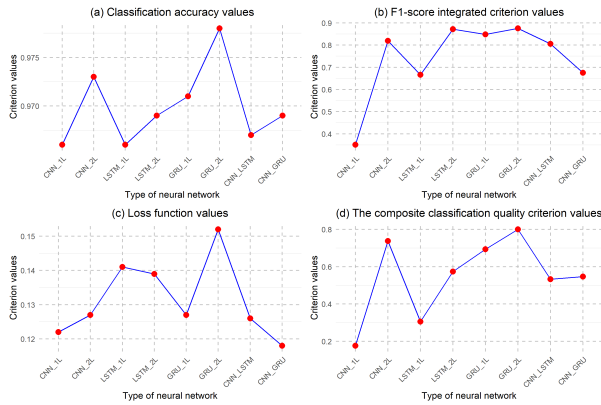 (a) Classification accuracy values
Criterion values
0.975
0.970
CNN_1L
CNN_2L
LSTM_1L
LSTM_2L
GRU_1L
GRU_2L
CNN_LSTM
CNN_GRU
Type of neural network
(b) F1-score integrated criterion values
Criterion values
0.9
0.8
0.7
0.6
0.5
0.4
CNN_1L
CNN_2L
LSTM_1L
LSTM_2L
GRU_1L
GRU_2L
CNN_LSTM
CNN_GRU
Type of neural network
(c) Loss function values
Criterion values
0.15
0.14
0.13
0.12
CNN_1L
CNN_2L
LSTM_1L
LSTM_2L
GRU_1L
GRU_2L
CNN_LSTM
CNN_GRU
Type of neural network
(d) The composite classification quality criterion values
Criterion values
0.8
0.6
0.4
0.2
CNN_1L
CNN_2L
LSTM_1L
LSTM_2L
GRU_1L
GRU_2L
CNN_LSTM
CNN_GRU
Type of neural network